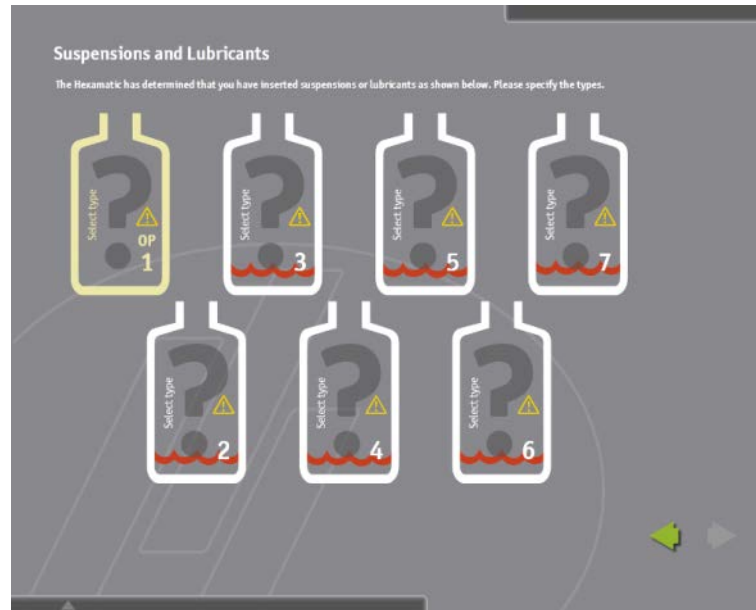 Suspensions and Lubricants
The Hexamatic has determined that you have inserted suspensions or lubricants as shown below. Please specify the types.
Select type
?
OP
1
Select type
?
3
Select type
?
5
Select type
?
7
Select type
?
2
Select type
?
4
Select type
?
6